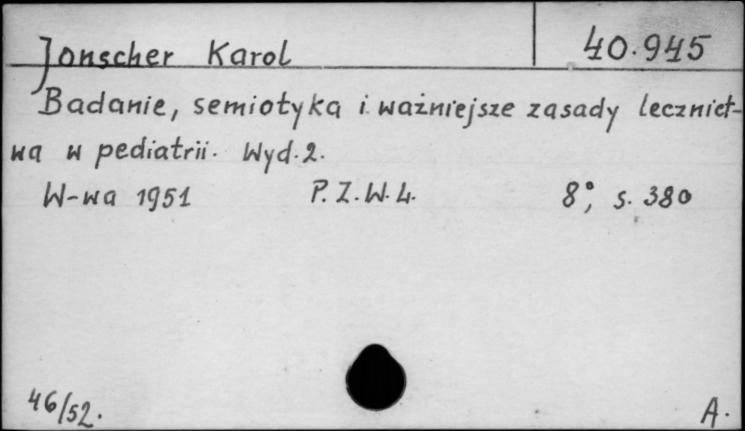 Jonscher Karol 40.945
Badanie, semiotyka i ważniejsze zasady lecznict-
wa w pediatrii. Wyd. 2.
W-wa 1951 P.Z.W.L. 8°, s. 380
46/52. A.